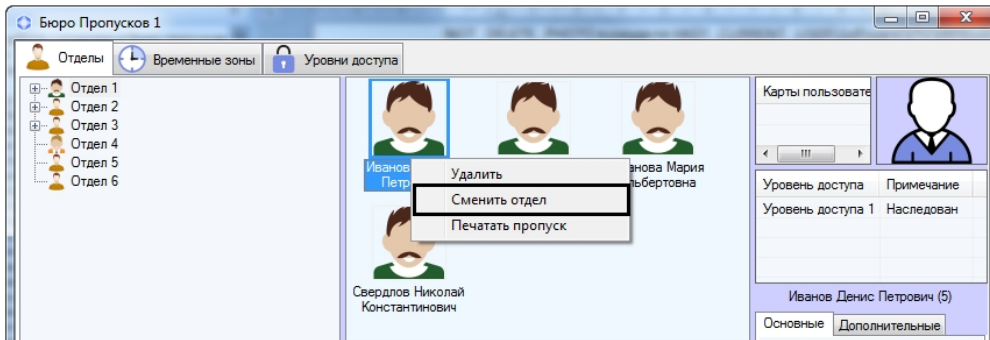 Бюро Пропусков 1
Отделы
Временные зоны
Уровни доступа
Отдел 1
Отдел 2
Отдел 3
Отдел 4
Отдел 5
Отдел 6
Иванов
Петр
нова Мария
льбертовна
Свердлов Николай
Константинович
Удалить
Сменить отдел
Печатать пропуск
Карты пользовате
Уровень доступа Примечание
Уровень доступа 1 Наследован
Иванов Денис Петрович (5)
Основные Дополнительные